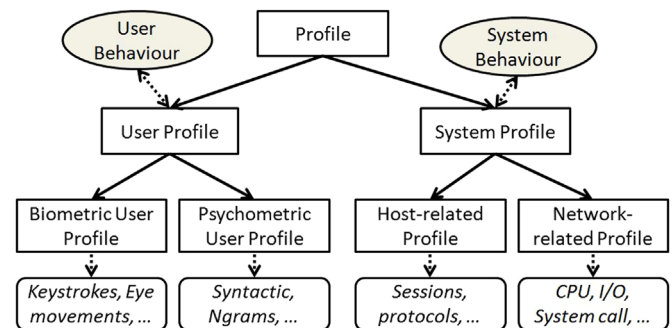 User
Behaviour
Profile
System
Behaviour
User Profile
System Profile
Biometric User
Profile
Psychometric
User Profile
Host-related
Profile
Network-
related Profile
Keystrokes, Eye
movements, ...
Syntactic,
Ngrams, ...
Sessions,
protocols, ...
CPU, I/O,
System call, ...